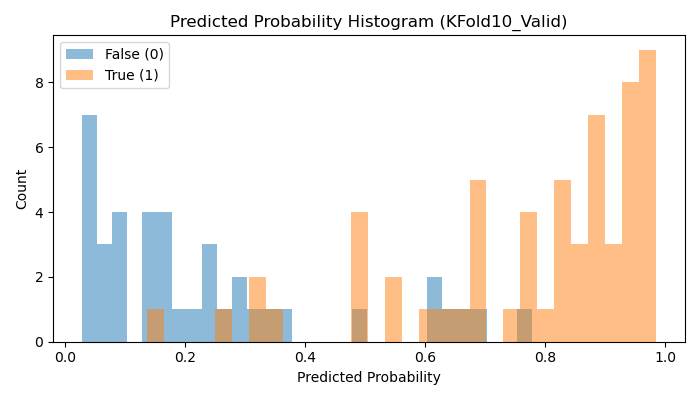 Predicted Probability Histogram (KFold10_Valid)
False (0)
True (1)
Count
8
6
4
2
0
0.0 0.2 0.4 0.6 0.8 1.0
Predicted Probability